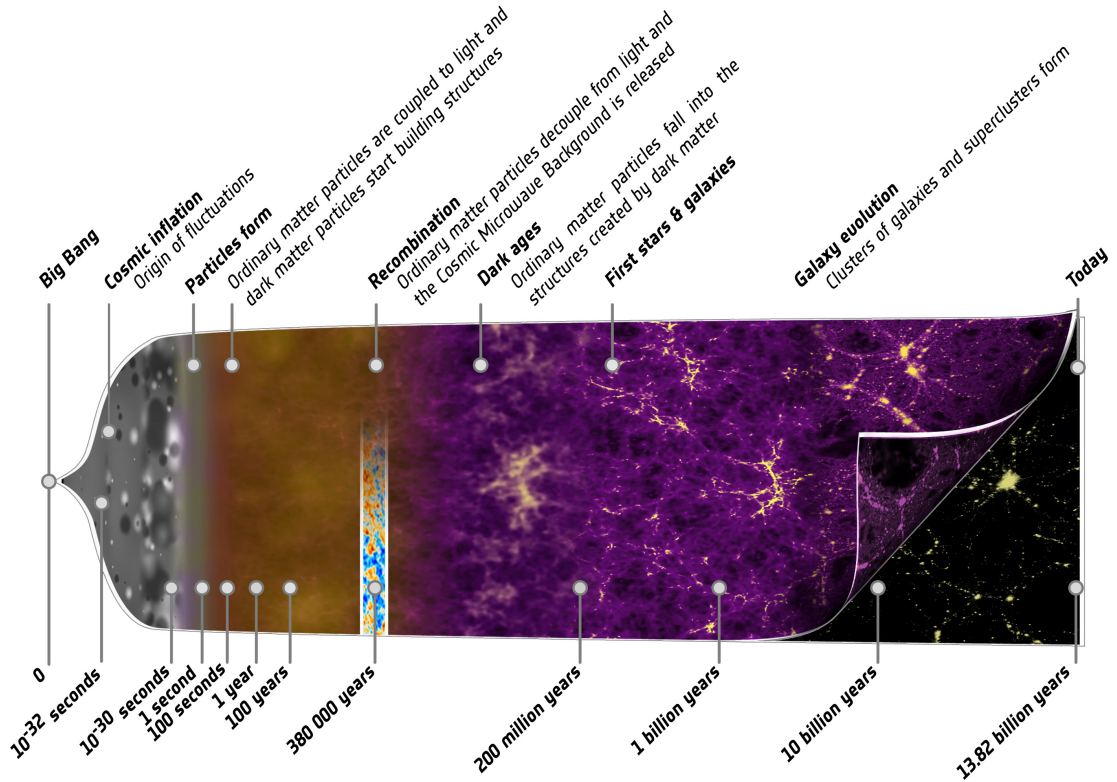 Big Bang
Cosmic inflation
Origin of fluctuations
Particles form
Ordinary matter particles are coupled to light and
dark matter particles start building structures
Recombination
Ordinary matter particles decouple from light and
the Cosmic Microwave Background is released
Dark ages
Ordinary matter particles fall into the
structures created by dark matter
First stars & galaxies
Galaxy evolution
Clusters of galaxies and superclusters form
Today
0
10-32 seconds
10-30 seconds
1 second
100 seconds
1 year
100 years
380 000 years
200 million years
1 billion years
10 billion years
13.82 billion years